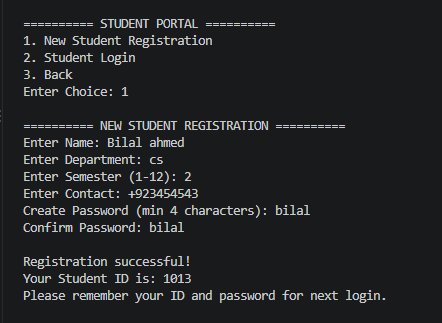 ========== STUDENT PORTAL ==========
1. New Student Registration
2. Student Login
3. Back
Enter Choice: 1
========== NEW STUDENT REGISTRATION ==========
Enter Name: Bilal ahmed
Enter Department: cs
Enter Semester (1-12): 2
Enter Contact: +923454543
Create Password (min 4 characters): bilal
Confirm Password: bilal
Registration successful!
Your Student ID is: 1013
Please remember your ID and password for next login.